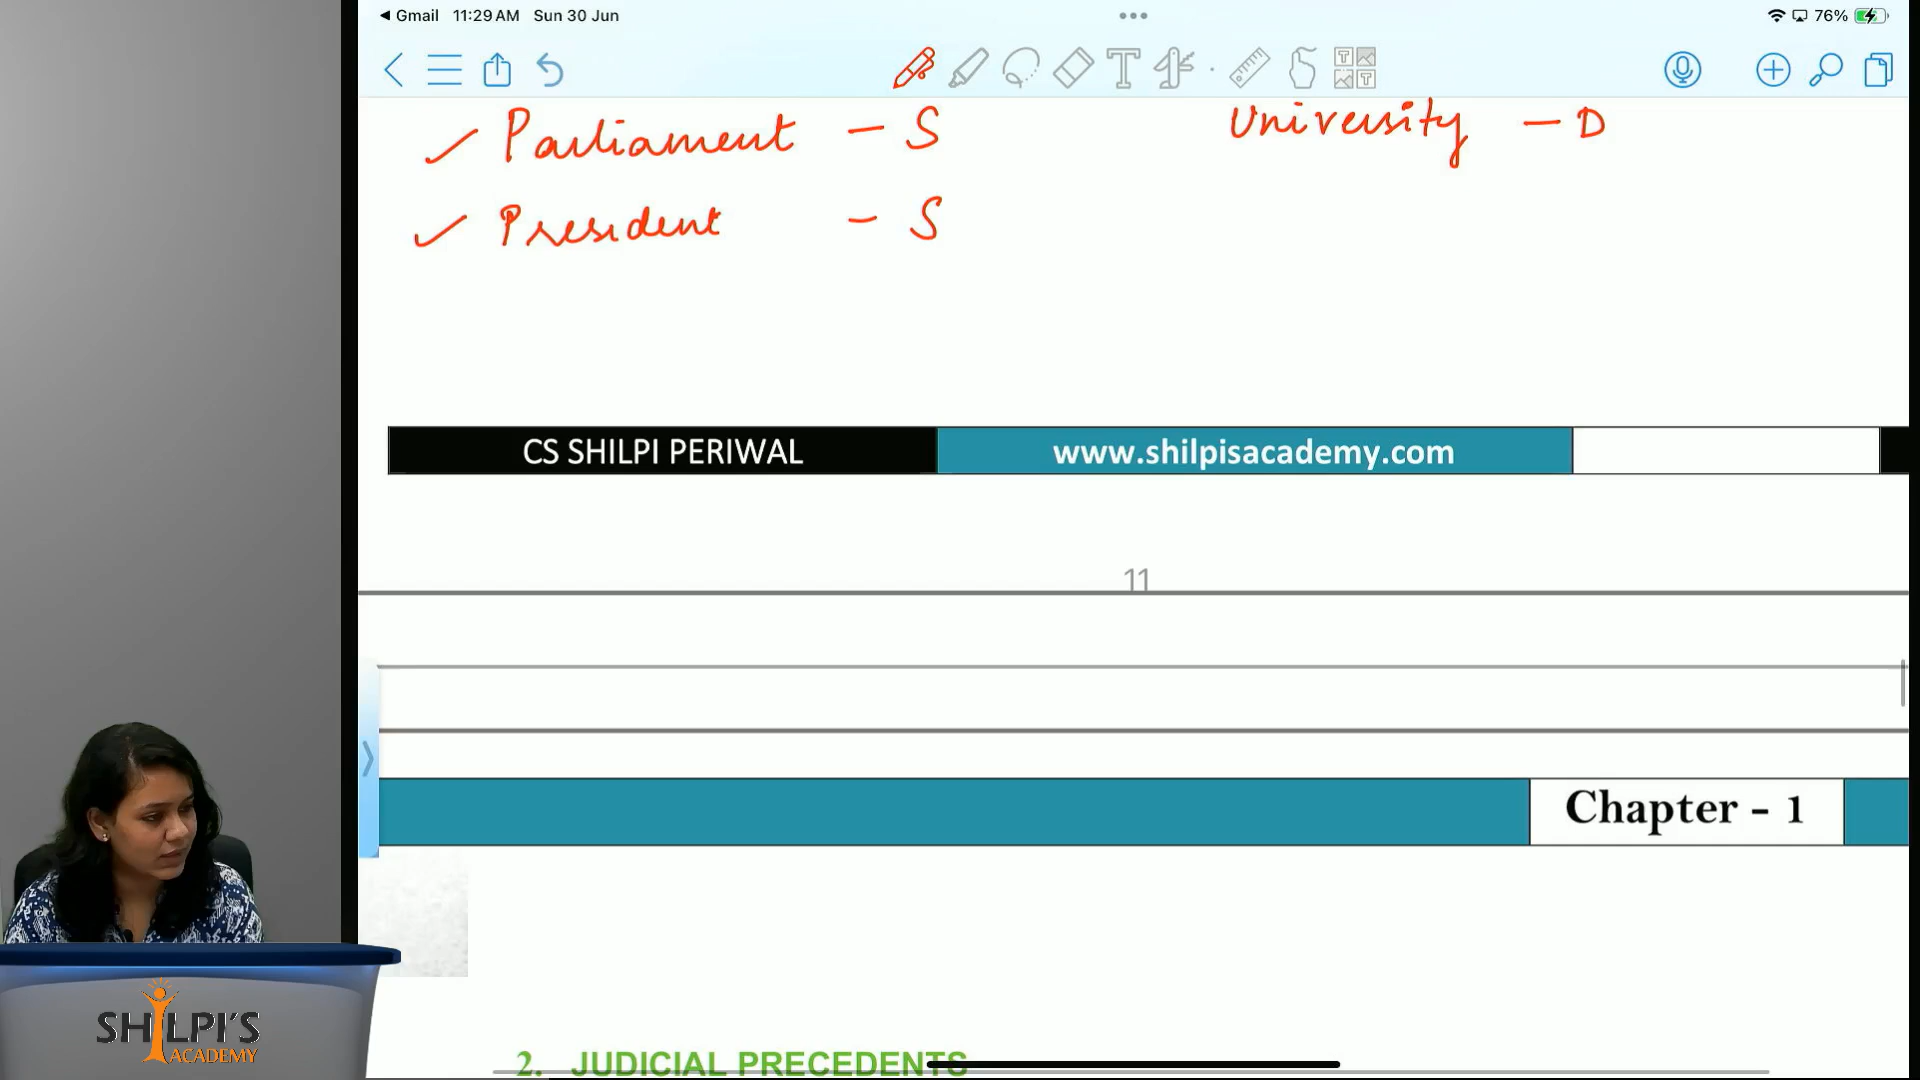 Gmail 11:29 AM Sun 30 Jun
76%
Parliament - S
University - D
President - S
CS SHILPI PERIWAL
www.shilpisacademy.com
11
Chapter - 1
SHILPI'S
ACADEMY
2. JUDICIAL PRECEDENTS